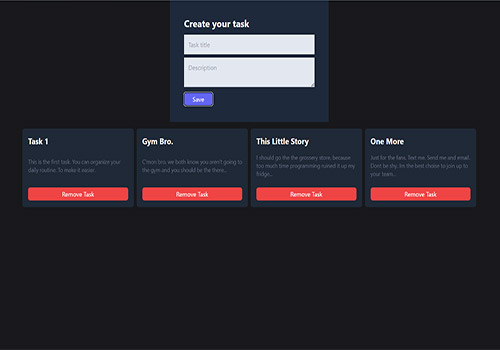 Create your task
Task title
Description
Save
Task 1
This is the first task. You can organize your
daily routine. To make it easier.
Remove Task
Gym Bro.
C'mon bro, we both know you aren't going to
the gym and you should be the there..
Remove Task
This Little Story
I should go the the grosery store, because
too much time programming ruined it up my
fridge..
Remove Task
One More
Just for the fans. Text me. Send me and email.
Dont be shy. Im the best choise to join up to
your team...
Remove Task